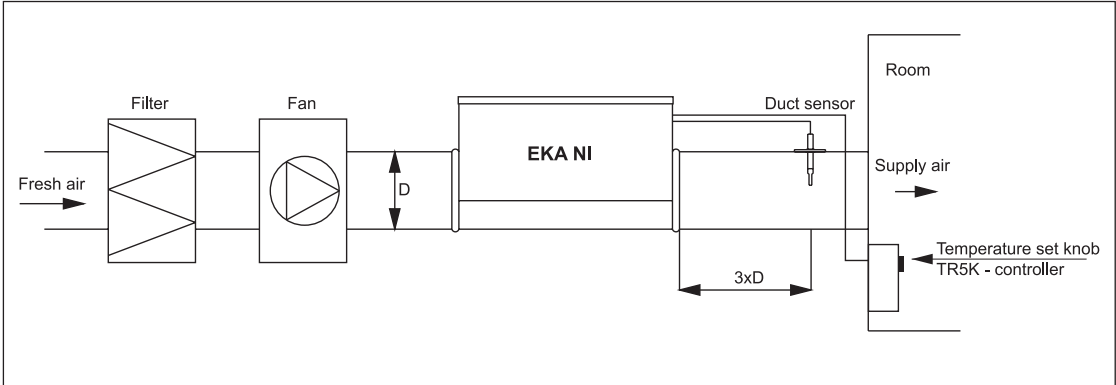 Room
Filter
Fan
Duct sensor
EKA NI
Fresh air
D
Supply air
Temperature set knob
TR5K - controller
3xD